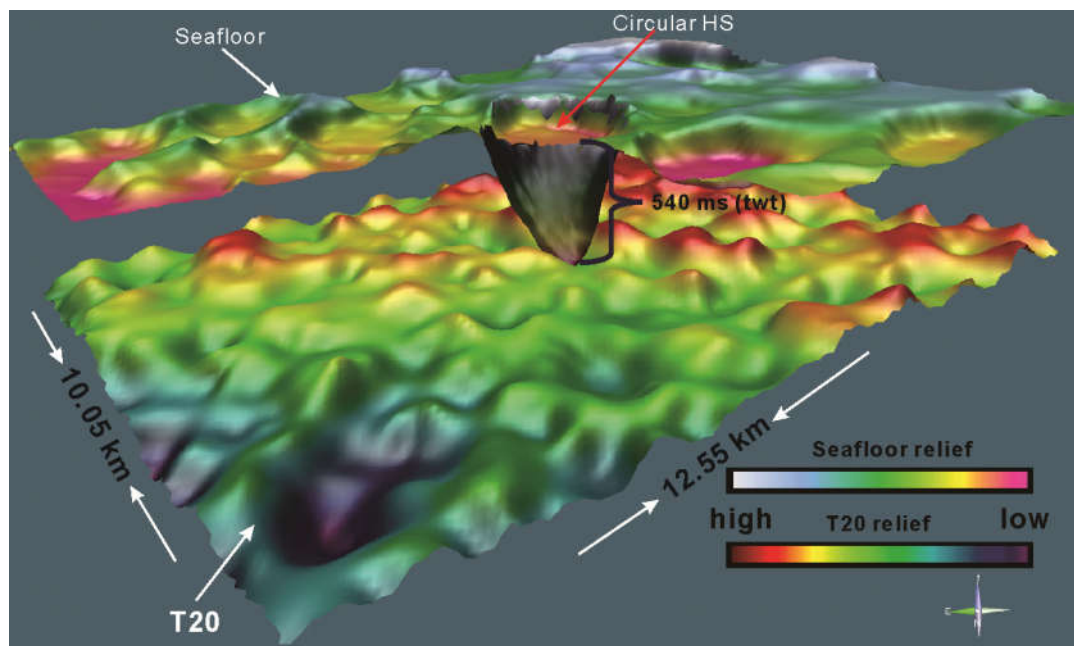 Circular HS
Seafloor
540 ms (twt)
10.05 km
12.55 km
Seafloor relief
high
T20 relief
low
T20